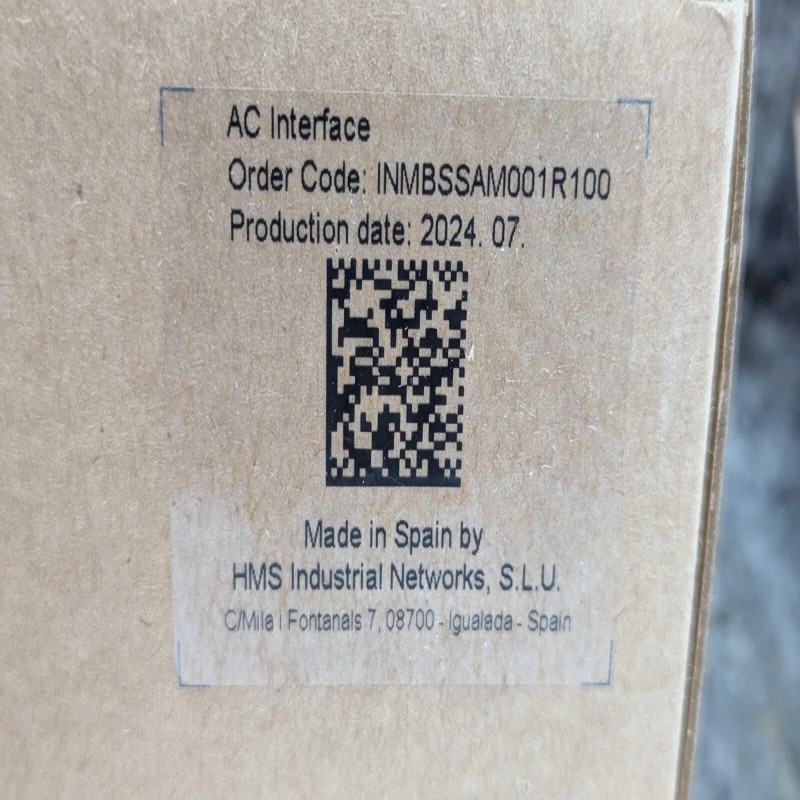 AC Interface
Order Code: INMBSSAM001R100
Production date: 2024. 07.
Made in Spain by
HMS Industrial Networks, S.L.U.
C/Mila i Fontanals 7, 08700 - Igualada - Spain